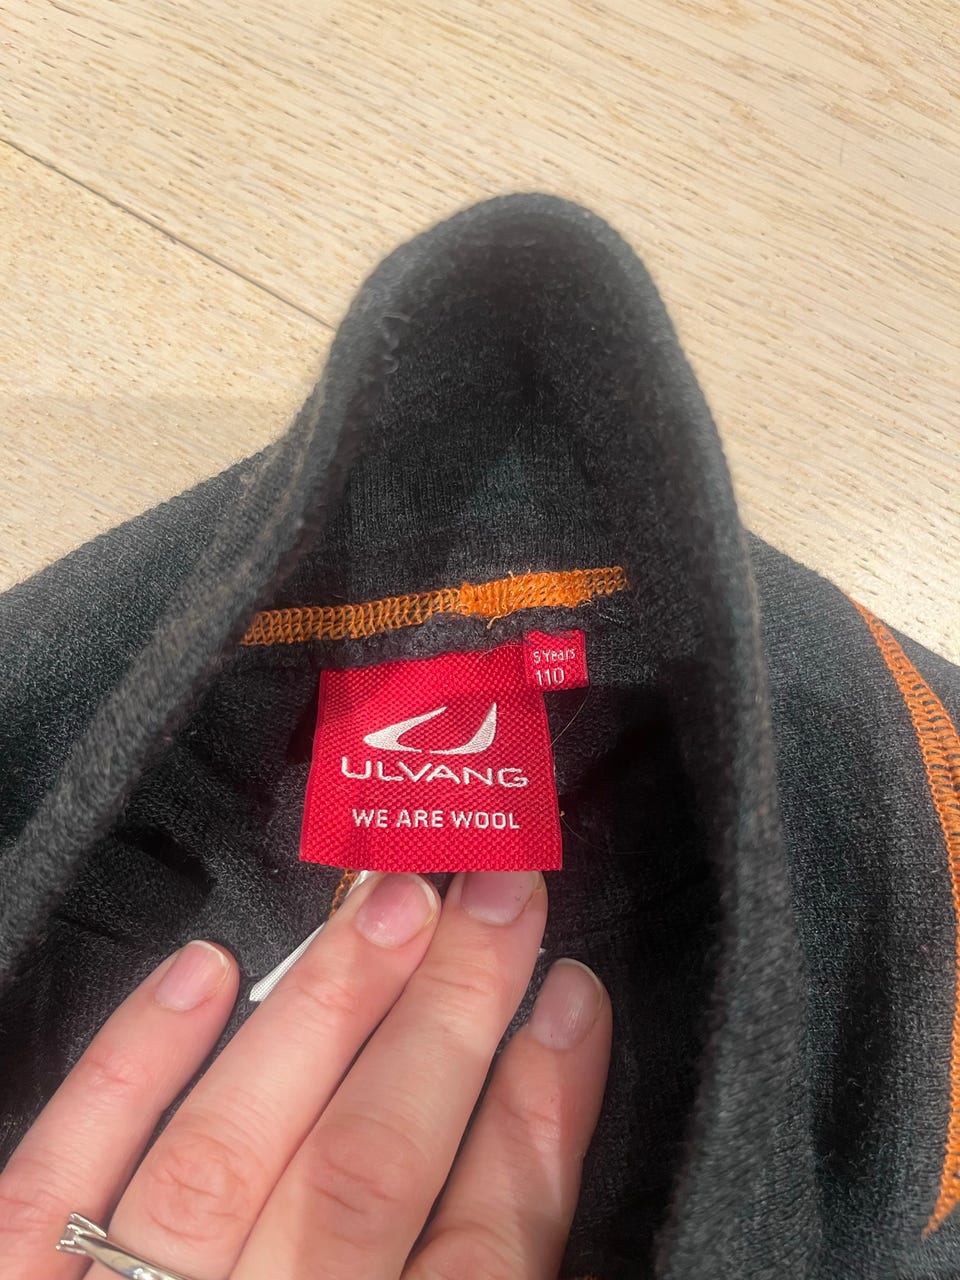 5 Years
110
ULVANG
WE ARE WOOL